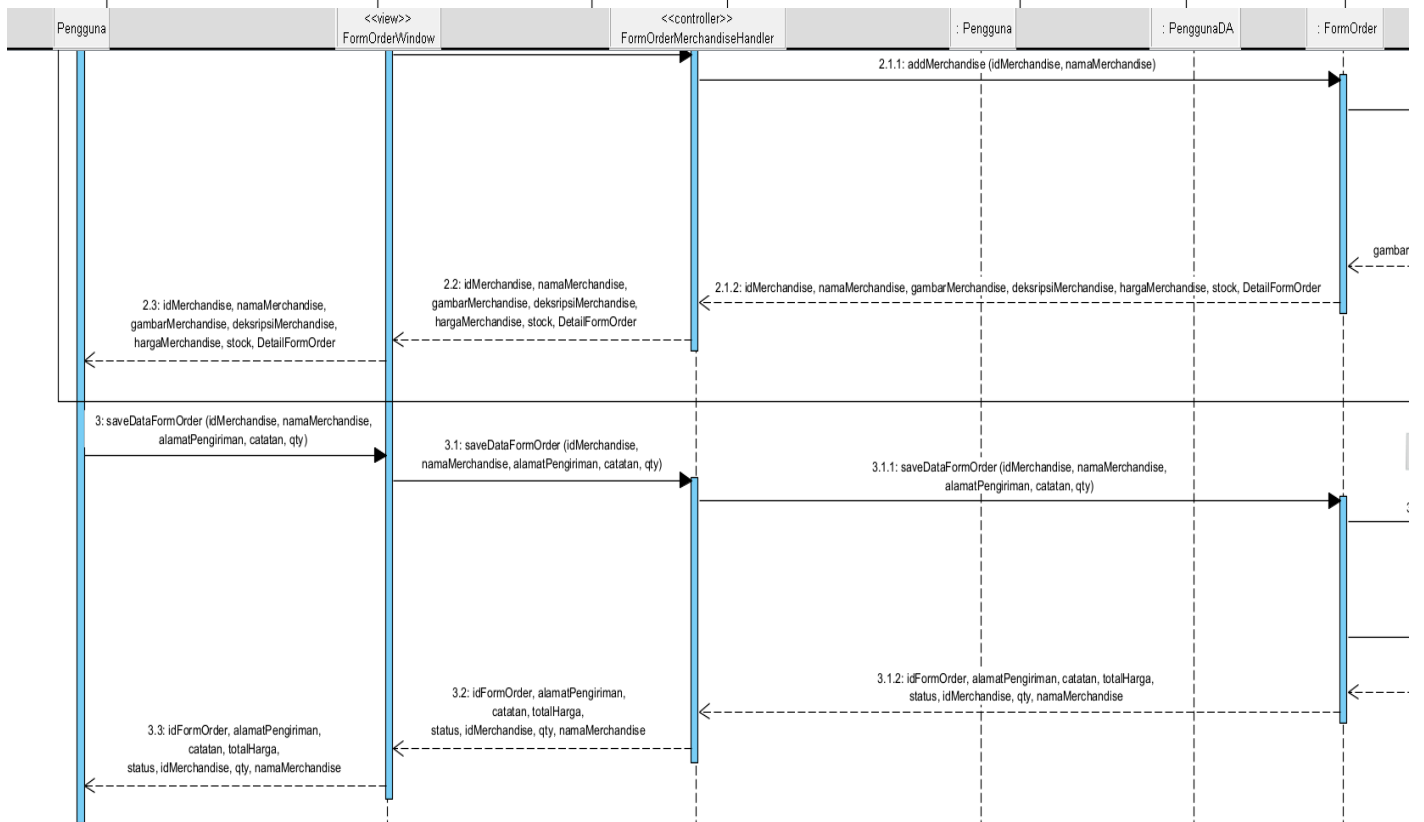 Pengguna
<<view>>
FormOrderWindow
<<controller>>
FormOrderMerchandiseHandler
: Pengguna
: PenggunaDA
: FormOrder
2.1.1: addMerchandise (idMerchandise, namaMerchandise)
gambar
2.1.2: idMerchandise, namaMerchandise, gambarMerchandise, deksripsiMerchandise, hargaMerchandise, stock, DetailFormOrder
2.2: idMerchandise, namaMerchandise,
gambarMerchandise, deksripsiMerchandise,
hargaMerchandise, stock, DetailFormOrder
2.3: idMerchandise, namaMerchandise,
gambarMerchandise, deksripsiMerchandise,
hargaMerchandise, stock, DetailFormOrder
3: saveDataFormOrder (idMerchandise, namaMerchandise,
alamatPengiriman, catatan, qty)
3.1: saveDataFormOrder (idMerchandise,
namaMerchandise, alamatPengiriman, catatan, qty)
3.1.1: saveDataFormOrder (idMerchandise, namaMerchandise,
alamatPengiriman, catatan, qty)
3.1.2: idFormOrder, alamatPengiriman, catatan, totalHarga,
status, idMerchandise, qty, namaMerchandise
3.2: idFormOrder, alamatPengiriman,
catatan, totalHarga,
status, idMerchandise, qty, namaMerchandise
3.3: idFormOrder, alamatPengiriman,
catatan, totalHarga,
status, idMerchandise, qty, namaMerchandise